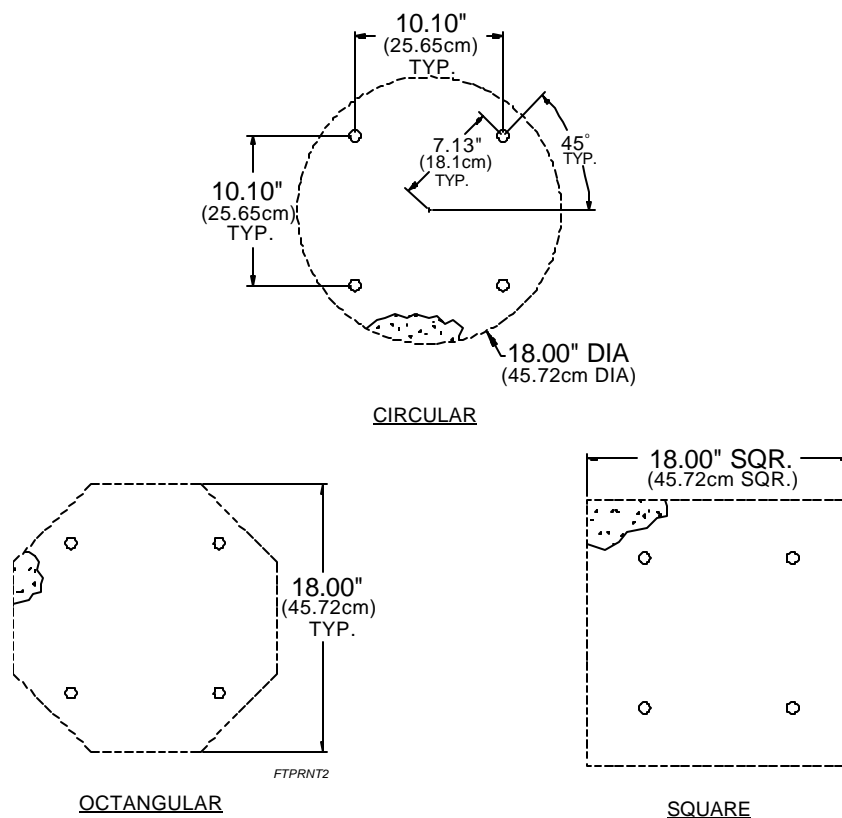 10.10"
(25.65cm)
TYP.
7.13"
(18.1cm)
TYP.
45°
TYP.
10.10"
(25.65cm)
TYP.
18.00" DIA
(45.72cm DIA)
CIRCULAR
18.00" SQR.
(45.72cm SQR.)
18.00"
(45.72cm)
TYP.
FTPRNT2
OCTANGULAR
SQUARE